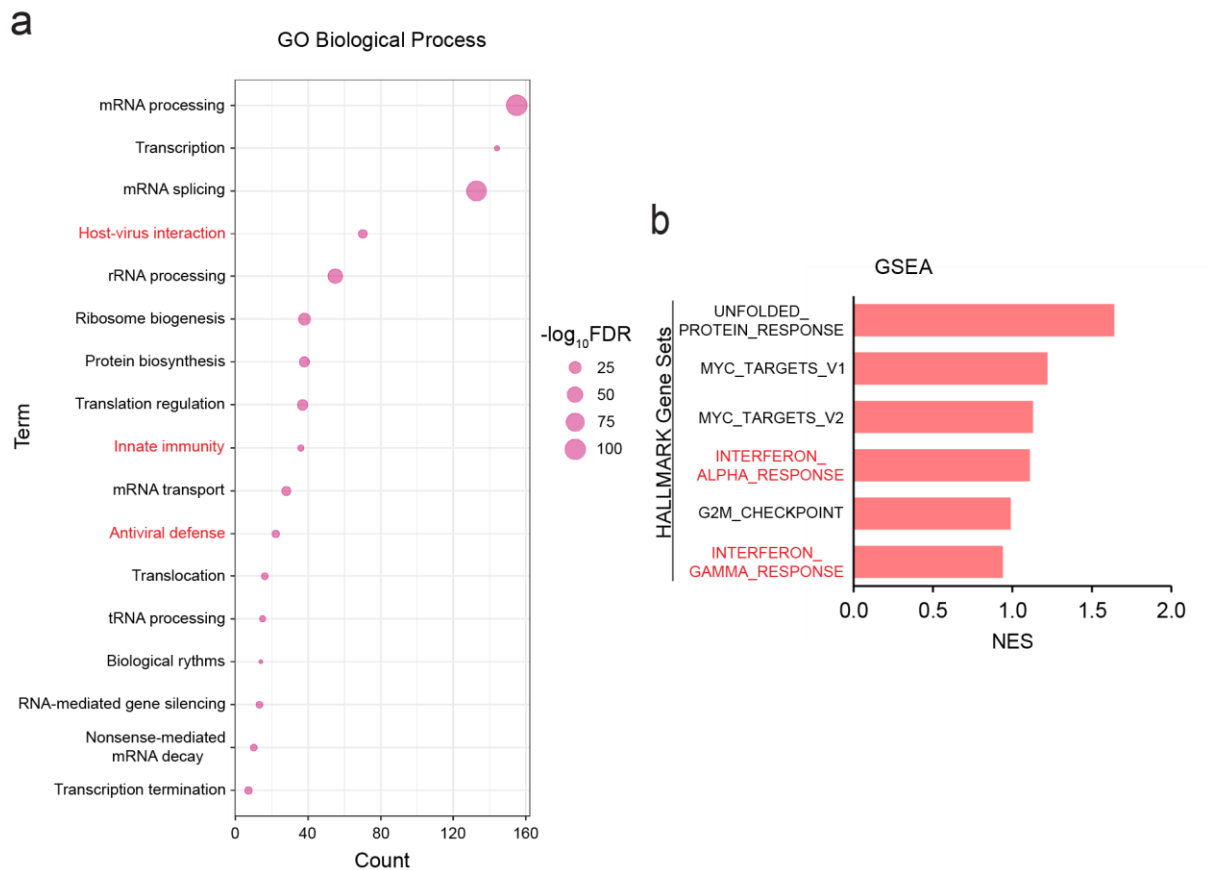 a
GO Biological Process
Term
mRNA processing
Transcription
mRNA splicing
Host-virus interaction
rRNA processing
Ribosome biogenesis
Protein biosynthesis
Translation regulation
Innate immunity
mRNA transport
Antiviral defense
Translocation
tRNA processing
Biological rythms
RNA-mediated gene silencing
Nonsense-mediated
mRNA decay
Transcription termination
0 40 80 120 160
Count
-log10FDR
25
50
75
100
b
GSEA
HALLMARK Gene Sets
UNFOLDED_
PROTEIN_RESPONSE
MYC_TARGETS_V1
MYC_TARGETS_V2
INTERFERON_
ALPHA_RESPONSE
G2M_CHECKPOINT
INTERFERON_
GAMMA_RESPONSE
0.0 0.5 1.0 1.5 2.0
NES